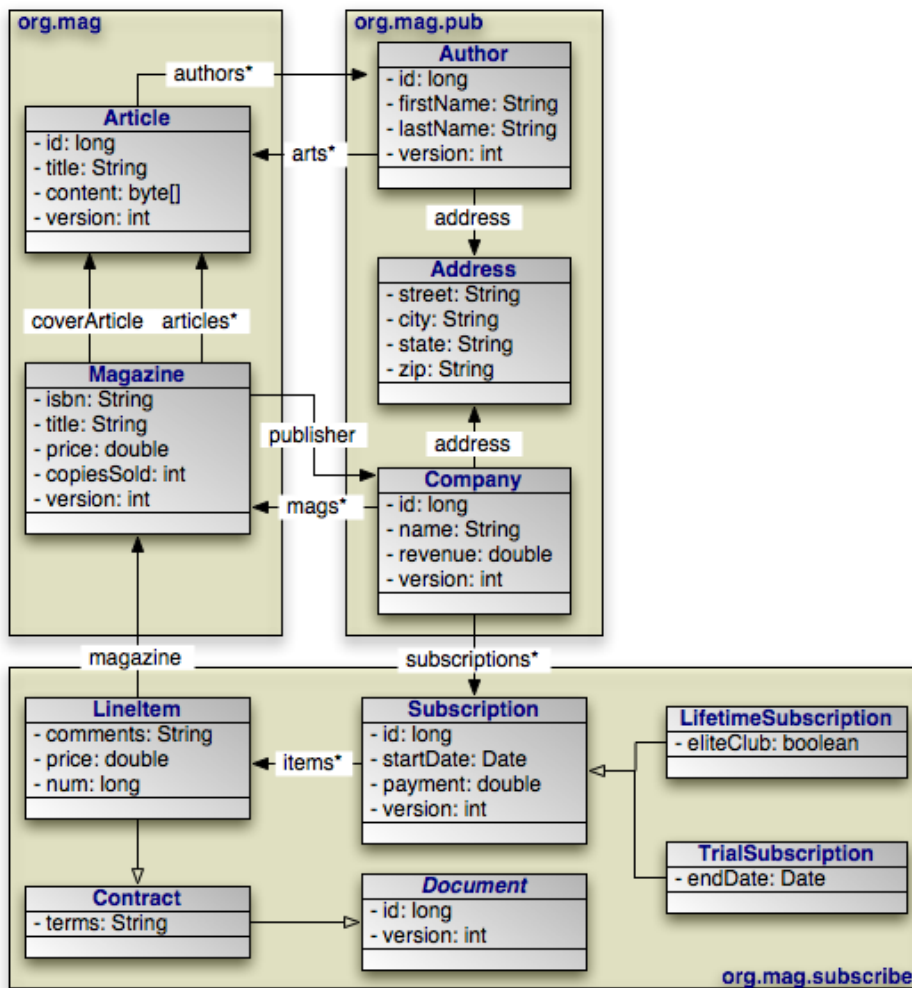 org.mag
org.mag.pub
Author
- id: long
- firstName: String
- lastName: String
- version: int
authors*
Article
- id: long
- title: String
- content: byte[]
- version: int
arts*
address
Address
- street: String
- city: String
- state: String
- zip: String
coverArticle
articles*
Magazine
- isbn: String
- title: String
- price: double
- copiesSold: int
- version: int
publisher
address
Company
- id: long
- name: String
- revenue: double
- version: int
mags*
magazine
subscriptions*
LineItem
- comments: String
- price: double
- num: long
items*
Subscription
- id: long
- startDate: Date
- payment: double
- version: int
LifetimeSubscription
- eliteClub: boolean
TrialSubscription
- endDate: Date
Contract
- terms: String
Document
- id: long
- version: int
org.mag.subscribe